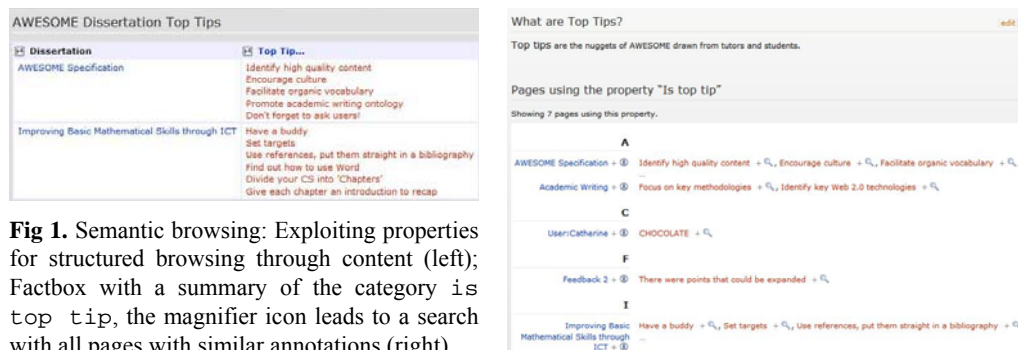 AWESOME Dissertation Top Tips
Dissertation Top Tip...
AWESOME Specification Identify high quality content
Encourage culture
Facilitate organic vocabulary
Promote academic writing ontology
Don't forget to ask users!
Improving Basic Mathematical Skills through ICT Have a buddy
Set targets
Use references, put them straight in a bibliography
Find out how to use Word
Divide your CS into 'Chapters'
Give each chapter an introduction to recap
Fig 1. Semantic browsing: Exploiting properties
for structured browsing through content (left);
Factbox with a summary of the category is
top tip, the magnifier icon leads to a search
with all pages with similar annotations (right)
What are Top Tips? edit
Top tips are the nuggets of AWESOME drawn from tutors and students.
Pages using the property "Is top tip"
Showing 7 pages using this property.
A
AWESOME Specification + Identify high quality content + , Encourage culture + , Facilitate organic vocabulary +
...
Academic Writing + Focus on key methodologies + , Identify key Web 2.0 technologies +
C
User:Catherine + CHOCOLATE +
F
Feedback 2 + There were points that could be expanded +
I
Improving Basic Have a buddy + , Set targets + , Use references, put them straight in a bibliography +
Mathematical Skills through ...
ICT +